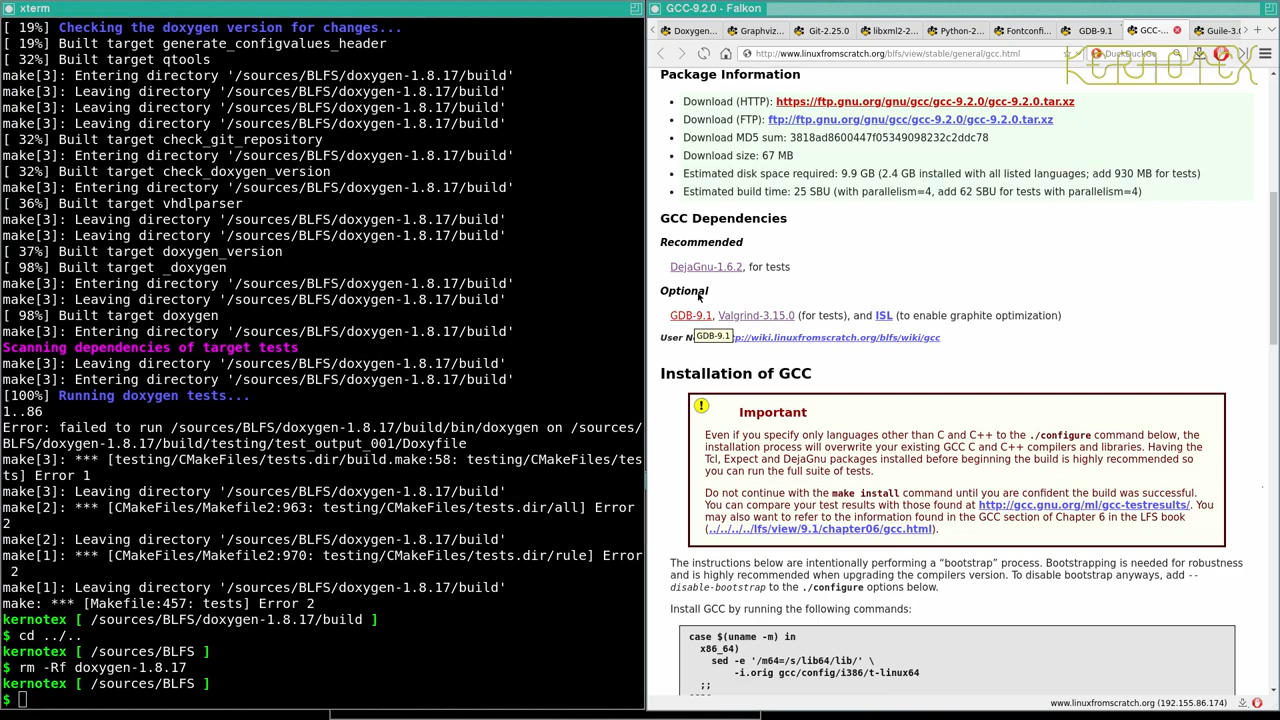 xterm
[ 19%] Checking the doxygen version for changes...
[ 19%] Built target generate_configvalues_header
[ 32%] Built target qtools
make[3]: Entering directory '/sources/BLFS/doxygen-1.8.17/build'
make[3]: Leaving directory '/sources/BLFS/doxygen-1.8.17/build'
make[3]: Leaving directory '/sources/BLFS/doxygen-1.8.17/build'
make[3]: Entering directory '/sources/BLFS/doxygen-1.8.17/build'
[ 32%] Built target check_git_repository
make[3]: Entering directory '/sources/BLFS/doxygen-1.8.17/build'
[ 32%] Built target check_doxygen_version
make[3]: Entering directory '/sources/BLFS/doxygen-1.8.17/build'
[ 36%] Built target vhdlparser
make[3]: Leaving directory '/sources/BLFS/doxygen-1.8.17/build'
make[3]: Leaving directory '/sources/BLFS/doxygen-1.8.17/build'
[ 37%] Built target doxygen_version
[ 98%] Built target _doxygen
make[3]: Entering directory '/sources/BLFS/doxygen-1.8.17/build'
make[3]: Leaving directory '/sources/BLFS/doxygen-1.8.17/build'
[ 98%] Built target doxygen
make[3]: Entering directory '/sources/BLFS/doxygen-1.8.17/build'
Scanning dependencies of target tests
make[3]: Leaving directory '/sources/BLFS/doxygen-1.8.17/build'
make[3]: Entering directory '/sources/BLFS/doxygen-1.8.17/build'
[100%] Running doxygen tests...
1..86
Error: failed to run /sources/BLFS/doxygen-1.8.17/build/bin/doxygen on /sources/
BLFS/doxygen-1.8.17/build/testing/test_output_001/Doxyfile
make[3]: *** [testing/CMakeFiles/tests.dir/build.make:58: testing/CMakeFiles/tes
ts] Error 1
make[3]: Leaving directory '/sources/BLFS/doxygen-1.8.17/build'
make[2]: *** [CMakeFiles/Makefile2:963: testing/CMakeFiles/tests.dir/all] Error
2
make[2]: Leaving directory '/sources/BLFS/doxygen-1.8.17/build'
make[1]: *** [CMakeFiles/Makefile2:970: testing/CMakeFiles/tests.dir/rule] Error
2
make[1]: Leaving directory '/sources/BLFS/doxygen-1.8.17/build'
make: *** [Makefile:457: tests] Error 2
kernotex [ /sources/BLFS/doxygen-1.8.17/build ]
$ cd ../..
kernotex [ /sources/BLFS ]
$ rm -Rf doxygen-1.8.17
kernotex [ /sources/BLFS ]
$
GCC-9.2.0 - Falkon
Doxygen... Graphviz... Git-2.25.0 libxml2-2... Python-2... Fontconfi... GDB-9.1 GCC-... Guile-3.0
http://www.linuxfromscratch.org/blfs/view/stable/general/gcc.html DuckDuckGo
KERNOTEX
Package Information
• Download (HTTP): https://ftp.gnu.org/gnu/gcc/gcc-9.2.0/gcc-9.2.0.tar.xz
• Download (FTP): ftp://ftp.gnu.org/gnu/gcc/gcc-9.2.0/gcc-9.2.0.tar.xz
• Download MD5 sum: 3818ad8600447f05349098232c2ddc78
• Download size: 67 MB
• Estimated disk space required: 9.9 GB (2.4 GB installed with all listed languages; add 930 MB for tests)
• Estimated build time: 25 SBU (with parallelism=4, add 62 SBU for tests with parallelism=4)
GCC Dependencies
Recommended
DejaGnu-1.6.2, for tests
Optional
GDB-9.1, Valgrind-3.15.0 (for tests), and ISL (to enable graphite optimization)
User N p://wiki.linuxfromscratch.org/blfs/wiki/gcc
GDB-9.1
Installation of GCC
Important
Even if you specify only languages other than C and C++ to the ./configure command below, the
installation process will overwrite your existing GCC C and C++ compilers and libraries. Having the
Tcl, Expect and DejaGnu packages installed before beginning the build is highly recommended so
you can run the full suite of tests.
Do not continue with the make install command until you are confident the build was successful.
You can compare your test results with those found at http://gcc.gnu.org/ml/gcc-testresults/. You
may also want to refer to the information found in the GCC section of Chapter 6 in the LFS book
(../../../../lfs/view/9.1/chapter06/gcc.html).
The instructions below are intentionally performing a “bootstrap” process. Bootstrapping is needed for robustness
and is highly recommended when upgrading the compilers version. To disable bootstrap anyways, add --
disable-bootstrap to the ./configure options below.
Install GCC by running the following commands:
case $(uname -m) in
x86_64)
sed -e '/m64=/s/lib64/lib/' \
-i.orig gcc/config/i386/t-linux64
;;
www.linuxfromscratch.org (192.155.86.174)